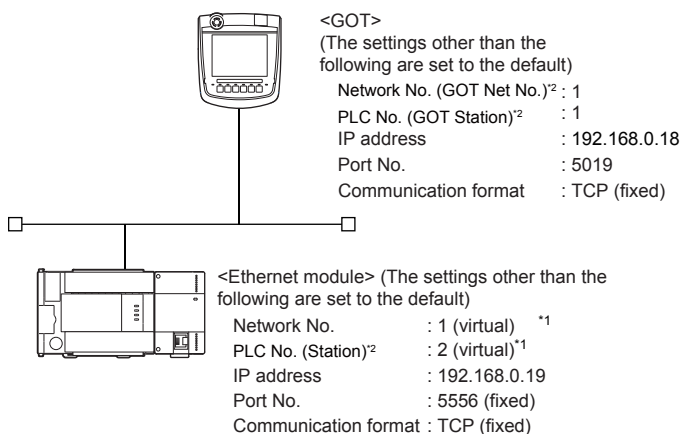 <GOT>
(The settings other than the
following are set to the default)
Network No. (GOT Net No.)*2 : 1
PLC No. (GOT Station)*2 : 1
IP address : 192.168.0.18
Port No. : 5019
Communication format : TCP (fixed)
<Ethernet module> (The settings other than the
following are set to the default)
Network No. : 1 (virtual) *1
PLC No. (Station)*2 : 2 (virtual)*1
IP address : 192.168.0.19
Port No. : 5556 (fixed)
Communication format : TCP (fixed)